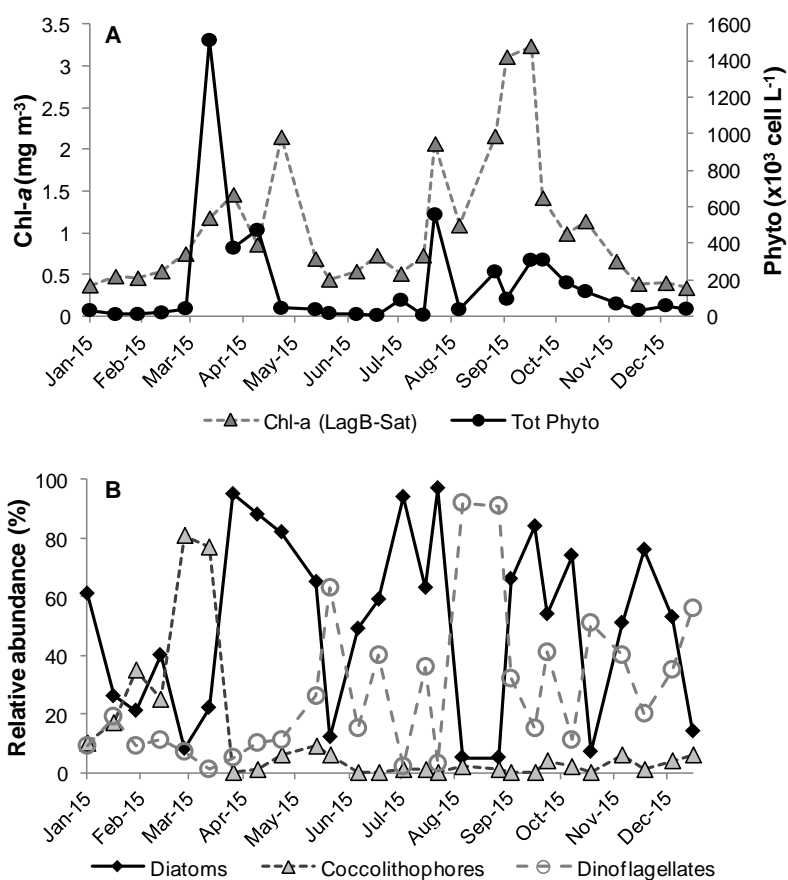 A
Chl-a (mg m-3)
3.5
3
2.5
2
1.5
1
0.5
0
1600
1400
1200
1000
800
600
400
200
0
Phyto (x10³ cell L-1)
Jan-15
Feb-15
Mar-15
Apr-15
May-15
Jun-15
Jul-15
Aug-15
Sep-15
Oct-15
Nov-15
Dec-15
Chl-a (LagB-Sat)
Tot Phyto
B
Relative abundance (%)
100
80
60
40
20
0
Jan-15
Feb-15
Mar-15
Apr-15
May-15
Jun-15
Jul-15
Aug-15
Sep-15
Oct-15
Nov-15
Dec-15
Diatoms
Coccolithophores
Dinoflagellates